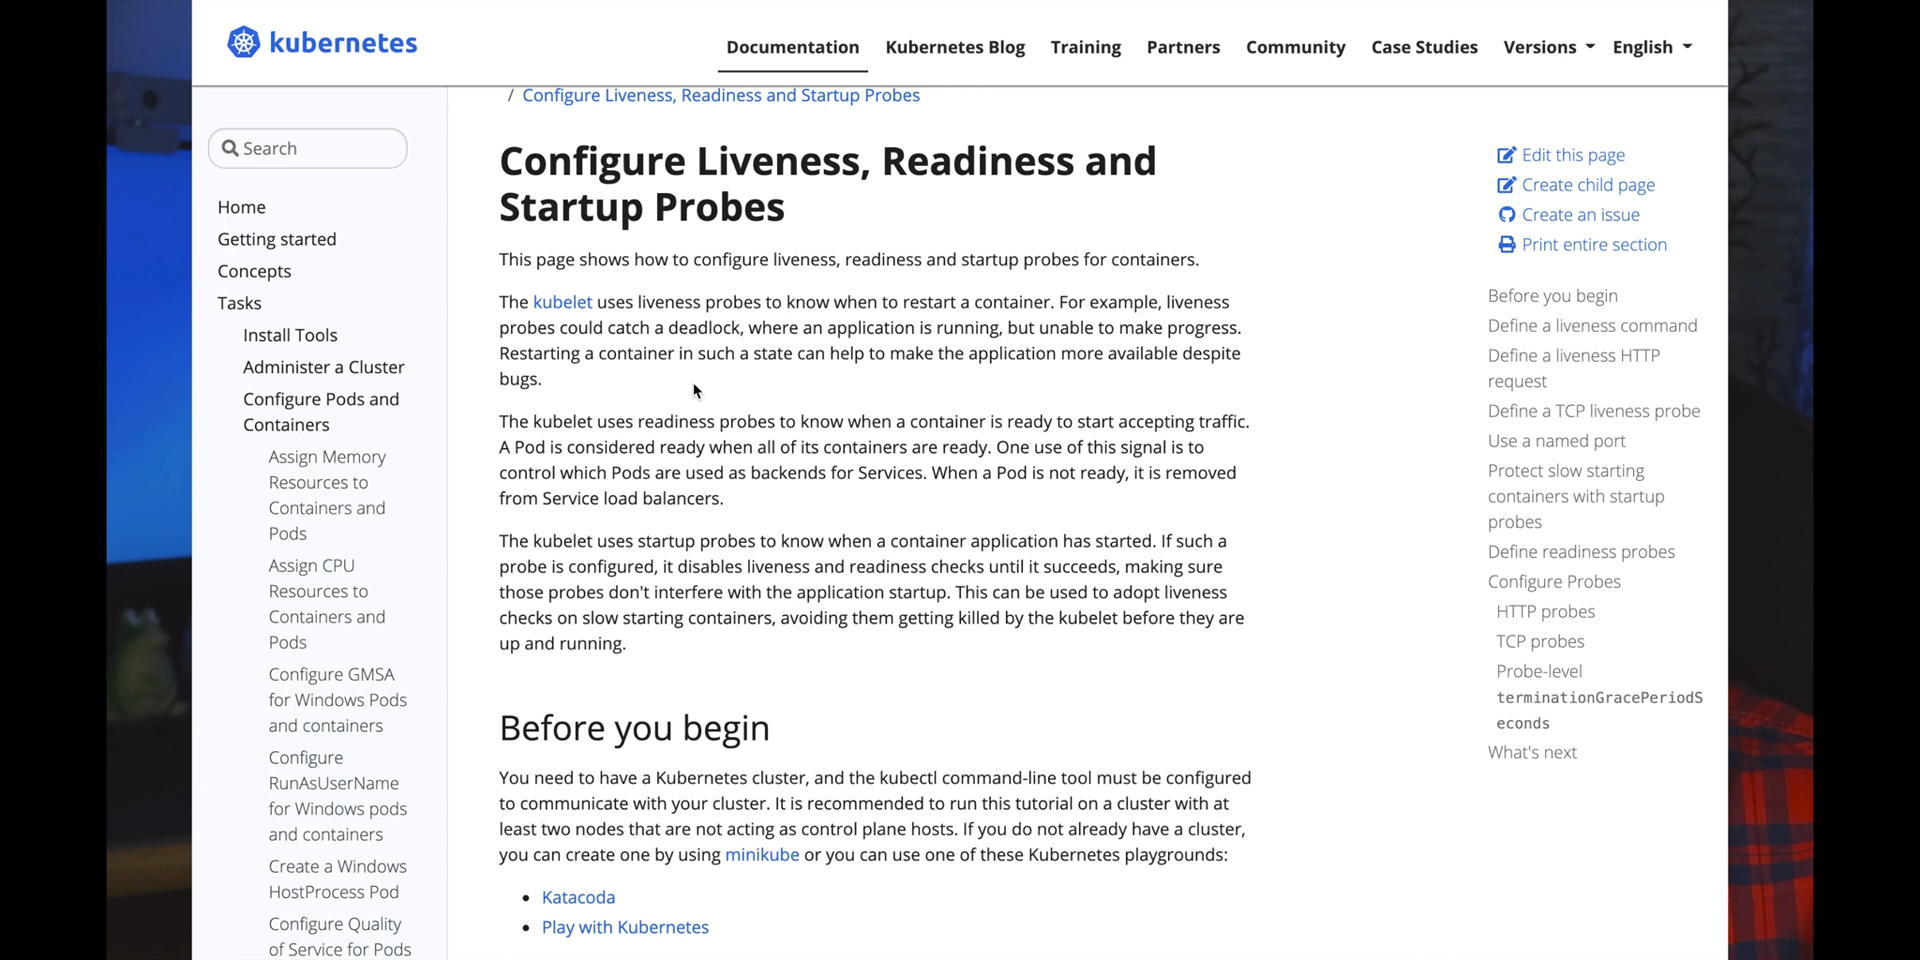 kubernetes
Documentation
Kubernetes Blog
Training
Partners
Community
Case Studies
Versions
English
/ Configure Liveness, Readiness and Startup Probes
Search
Home
Getting started
Concepts
Tasks
Install Tools
Administer a Cluster
Configure Pods and
Containers
Assign Memory
Resources to
Containers and
Pods
Assign CPU
Resources to
Containers and
Pods
Configure GMSA
for Windows Pods
and containers
Configure
RunAsUserName
for Windows pods
and containers
Create a Windows
HostProcess Pod
Configure Quality
of Service for Pods
Configure Liveness, Readiness and
Startup Probes
This page shows how to configure liveness, readiness and startup probes for containers.
The kubelet uses liveness probes to know when to restart a container. For example, liveness
probes could catch a deadlock, where an application is running, but unable to make progress.
Restarting a container in such a state can help to make the application more available despite
bugs.
The kubelet uses readiness probes to know when a container is ready to start accepting traffic.
A Pod is considered ready when all of its containers are ready. One use of this signal is to
control which Pods are used as backends for Services. When a Pod is not ready, it is removed
from Service load balancers.
The kubelet uses startup probes to know when a container application has started. If such a
probe is configured, it disables liveness and readiness checks until it succeeds, making sure
those probes don't interfere with the application startup. This can be used to adopt liveness
checks on slow starting containers, avoiding them getting killed by the kubelet before they are
up and running.
Before you begin
You need to have a Kubernetes cluster, and the kubectl command-line tool must be configured
to communicate with your cluster. It is recommended to run this tutorial on a cluster with at
least two nodes that are not acting as control plane hosts. If you do not already have a cluster,
you can create one by using minikube or you can use one of these Kubernetes playgrounds:
Katacoda
Play with Kubernetes
Edit this page
Create child page
Create an issue
Print entire section
Before you begin
Define a liveness command
Define a liveness HTTP
request
Define a TCP liveness probe
Use a named port
Protect slow starting
containers with startup
probes
Define readiness probes
Configure Probes
HTTP probes
TCP probes
Probe-level
terminationGracePeriodS
econds
What's next